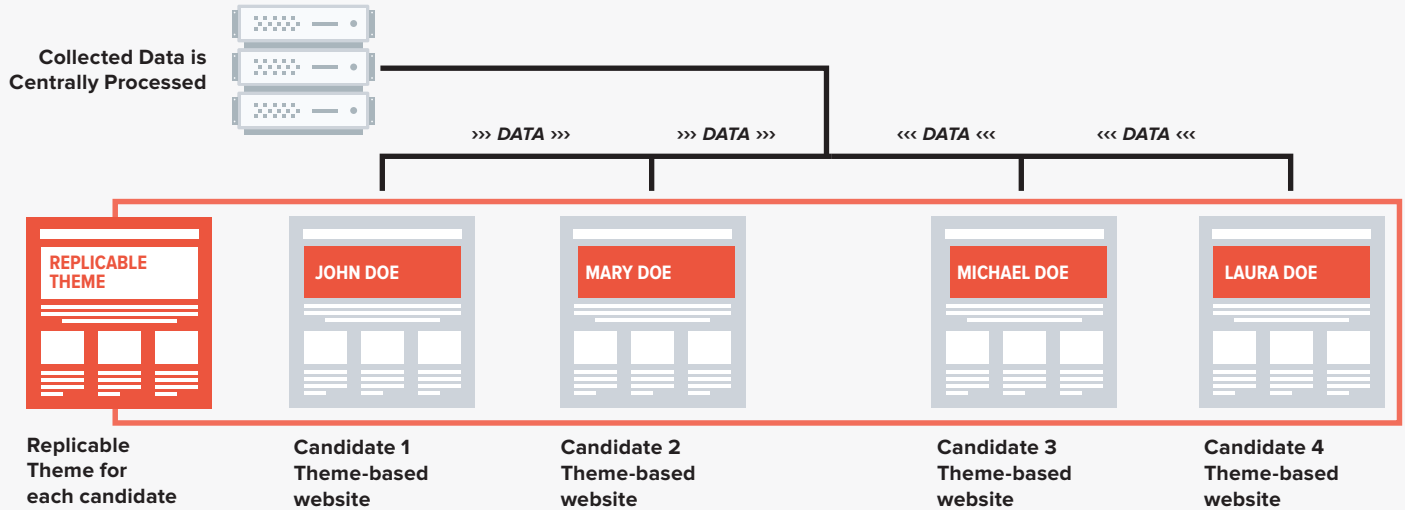 Collected Data is
Centrally Processed
››› DATA ›››
››› DATA ›››
‹‹‹ DATA ‹‹‹
‹‹‹ DATA ‹‹‹
REPLICABLE
THEME
JOHN DOE
MARY DOE
MICHAEL DOE
LAURA DOE
Replicable
Theme for
each candidate
Candidate 1
Theme-based
website
Candidate 2
Theme-based
website
Candidate 3
Theme-based
website
Candidate 4
Theme-based
website